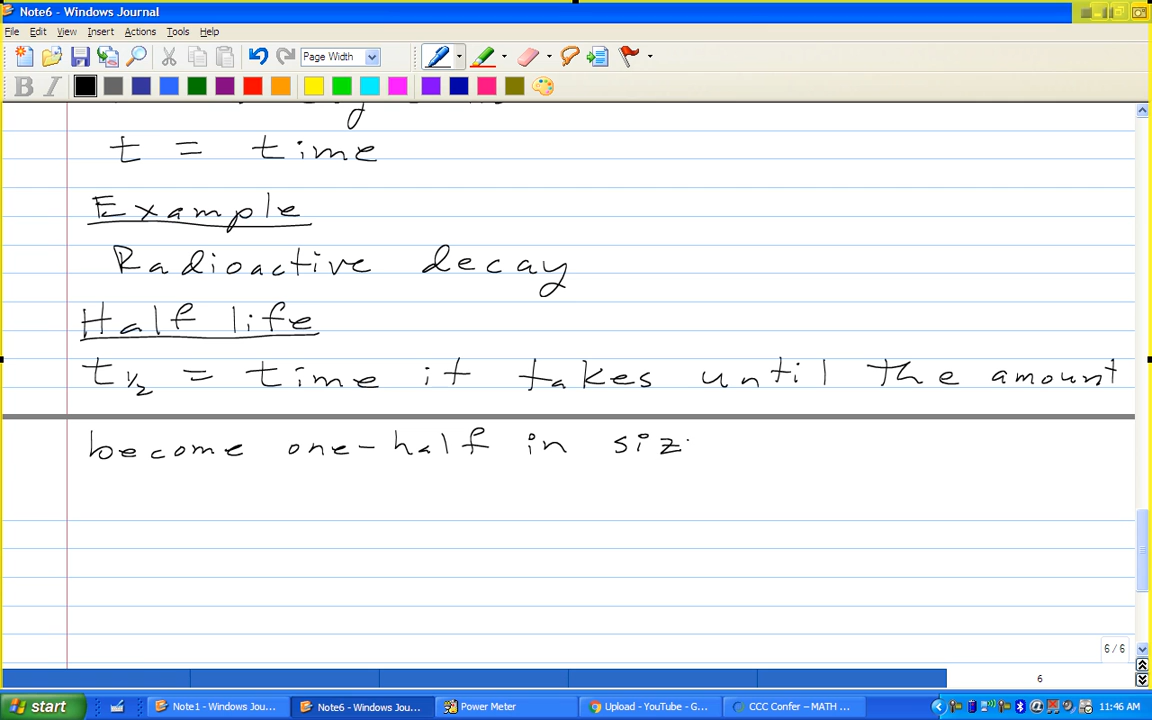 Note6 - Windows Journal
File Edit View Insert Actions Tools Help
Page Width
B I
t = time
Example
Radioactive decay
Half life
t 1/2 = time it takes until the amount
become one-half in siz
6 / 6
6
start
Note1 - Windows Jou...
Note6 - Windows Jou...
Power Meter
Upload - YouTube - G...
CCC Confer – MATH ...
11:46 AM